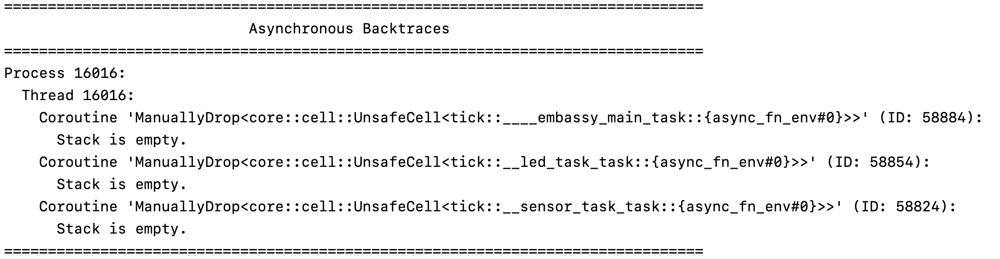 ================================================================================
                            Asynchronous Backtraces
================================================================================
Process 16016:
  Thread 16016:
    Coroutine 'ManuallyDrop<core::cell::UnsafeCell<tick::____embassy_main_task::{async_fn_env#0}>>' (ID: 58884):
      Stack is empty.
    Coroutine 'ManuallyDrop<core::cell::UnsafeCell<tick::__led_task_task::{async_fn_env#0}>>' (ID: 58854):
      Stack is empty.
    Coroutine 'ManuallyDrop<core::cell::UnsafeCell<tick::__sensor_task_task::{async_fn_env#0}>>' (ID: 58824):
      Stack is empty.
================================================================================